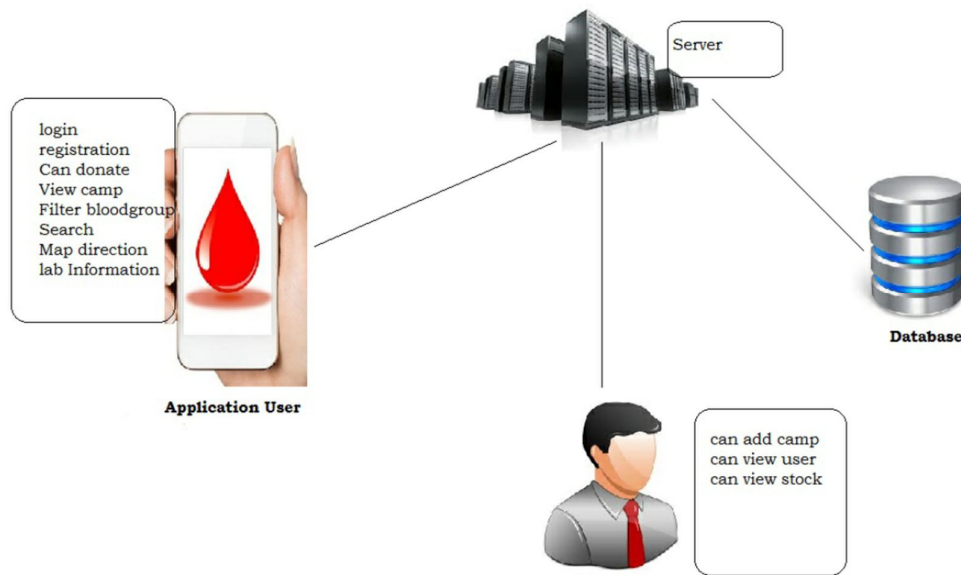 Server
login
registration
Can donate
View camp
Filter bloodgroup
Search
Map direction
lab Information
Database
Application User
can add camp
can view user
can view stock